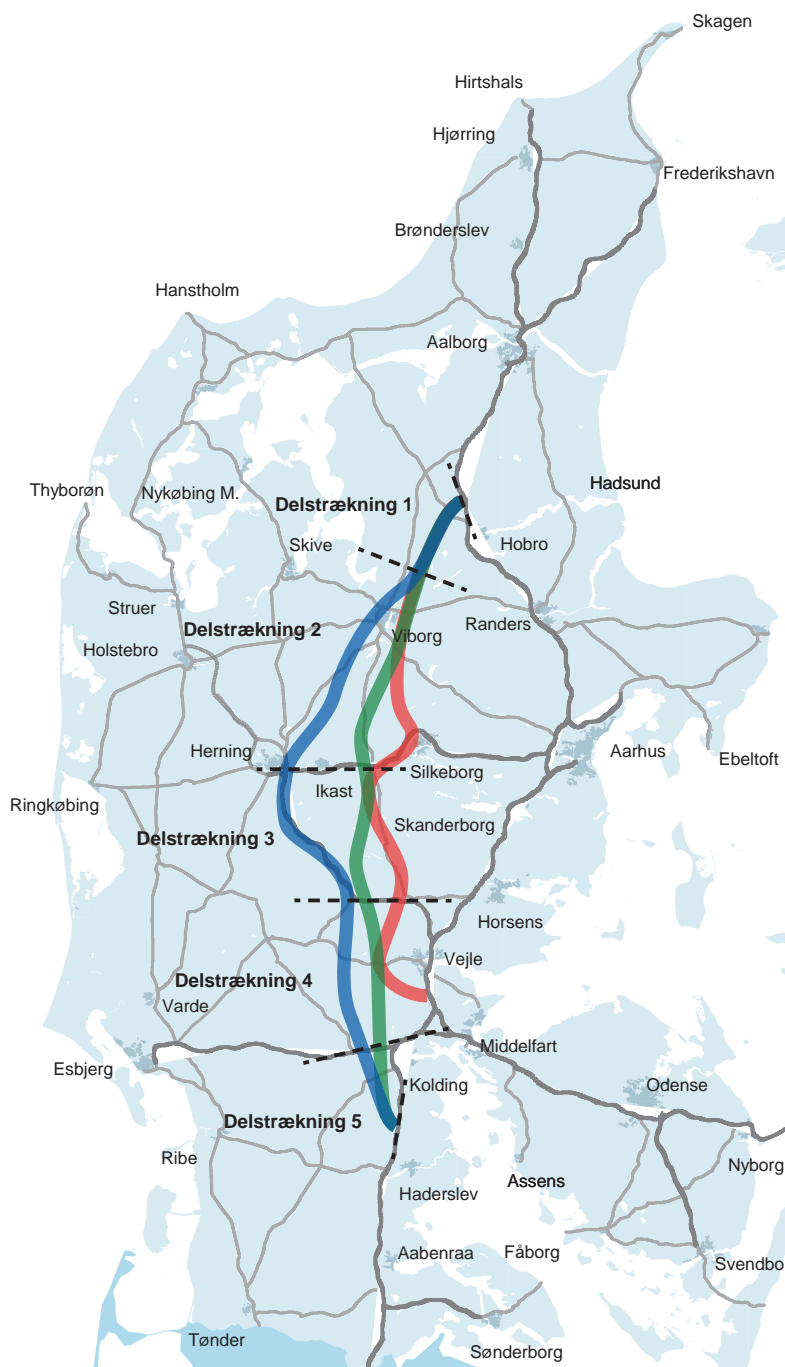 Skagen
Hirtshals
Hjørring
Frederikshavn
Brønderslev
Hanstholm
Aalborg
Hadsund
Thyborøn
Nykøbing M.
Delstrækning 1
Skive
Hobro
Struer
Randers
Delstrækning 2
Viborg
Holstebro
Herning
Aarhus
Ebeltoft
Silkeborg
Ikast
Ringkøbing
Skanderborg
Delstrækning 3
Horsens
Vejle
Delstrækning 4
Varde
Middelfart
Esbjerg
Kolding
Odense
Delstrækning 5
Ribe
Nyborg
Assens
Haderslev
Aabenraa
Fåborg
Svendbo
Tønder
Sønderborg